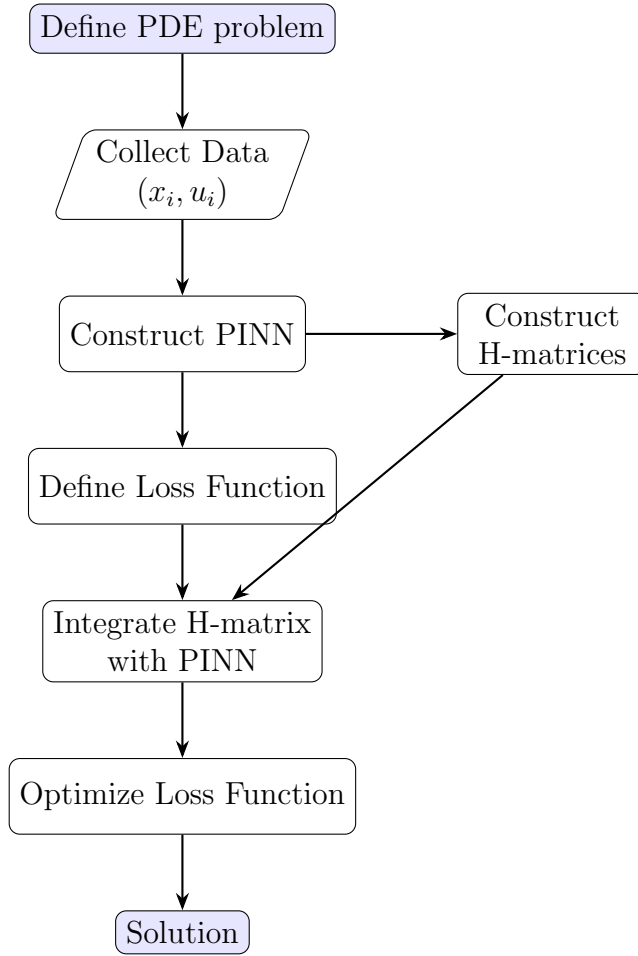 Define PDE problem
Collect Data
(x_i, u_i)
Construct PINN
Construct
H-matrices
Define Loss Function
Integrate H-matrix
with PINN
Optimize Loss Function
Solution